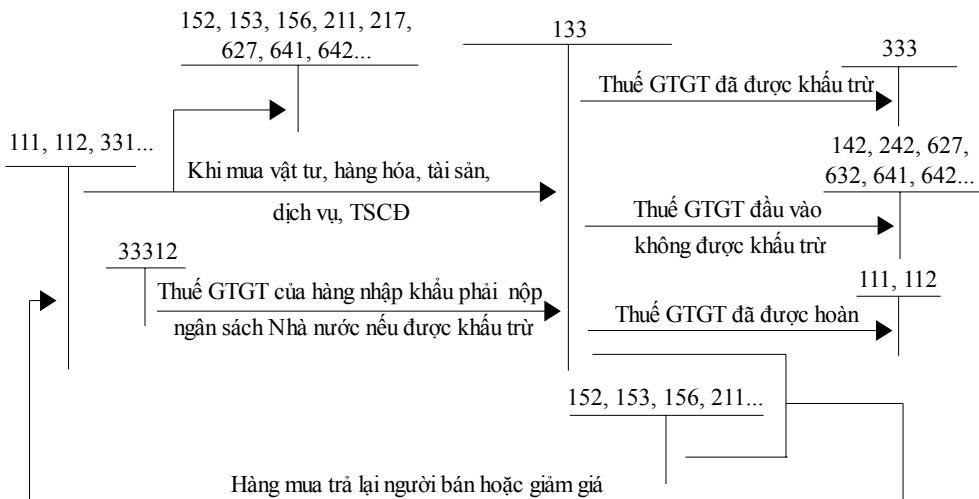 152, 153, 156, 211, 217,
627, 641, 642...
133
333
Thuế GTGT đã được khấu trừ
111, 112, 331...
Khi mua vật tư, hàng hóa, tài sản,
dịch vụ, TSCĐ
142, 242, 627,
632, 641, 642...
Thuế GTGT đầu vào
không được khấu trừ
33312
Thuế GTGT của hàng nhập khẩu phải nộp
ngân sách Nhà nước nếu được khấu trừ
111, 112
Thuế GTGT đã được hoàn
152, 153, 156, 211...
Hàng mua trả lại người bán hoặc giảm giá